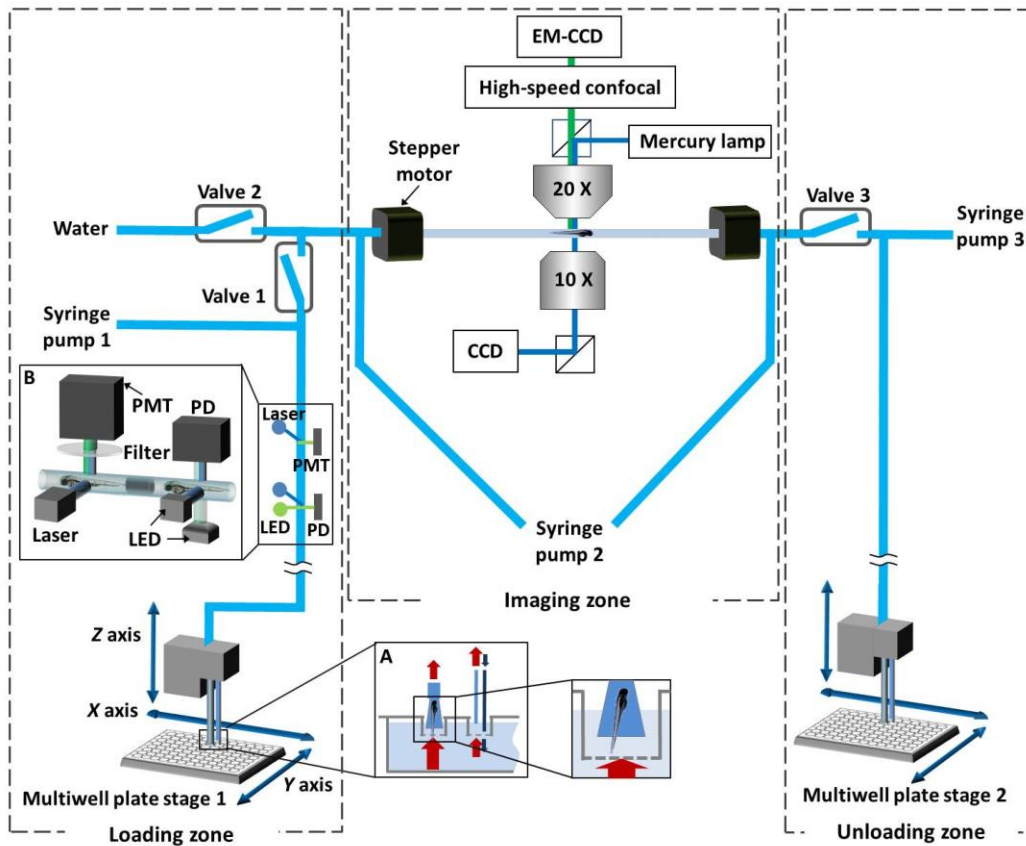 EM-CCD
High-speed confocal
Mercury lamp
Stepper
motor
20 X
Valve 2
Valve 3
Water
Syringe
pump 3
10 X
Valve 1
Syringe
pump 1
CCD
B
PMT
PD
Filter
Laser
LED
Laser
PMT
LED
PD
Syringe
pump 2
Imaging zone
Z axis
X axis
Y axis
A
Multiwell plate stage 1
Loading zone
Multiwell plate stage 2
Unloading zone